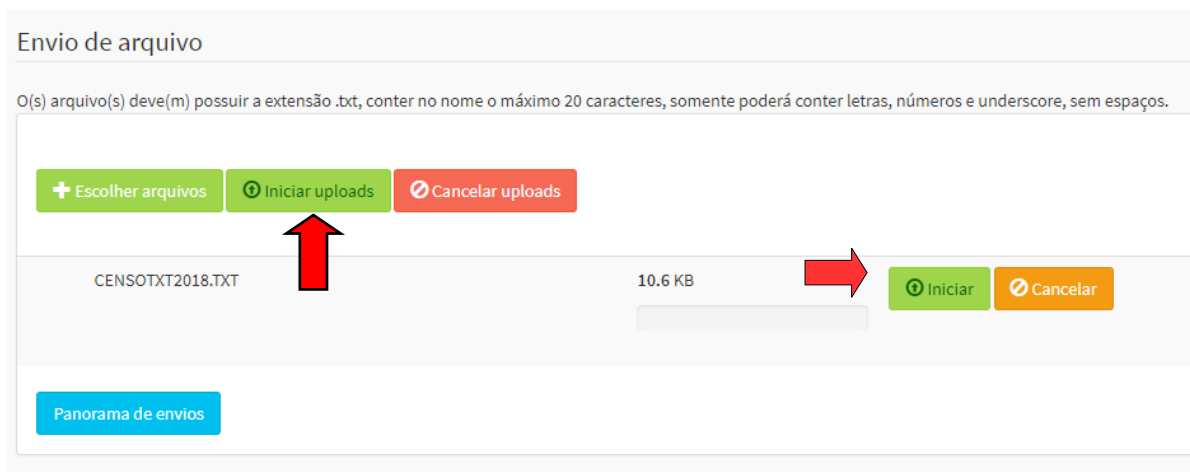 Envio de arquivo
O(s) arquivo(s) deve(m) possuir a extensão .txt, conter no nome o máximo 20 caracteres, somente poderá conter letras, números e underscore, sem espaços.
Escolher arquivos Iniciar uploads Cancelar uploads
CENSOTXT2018.TXT 10.6 KB Iniciar Cancelar
Panorama de envios